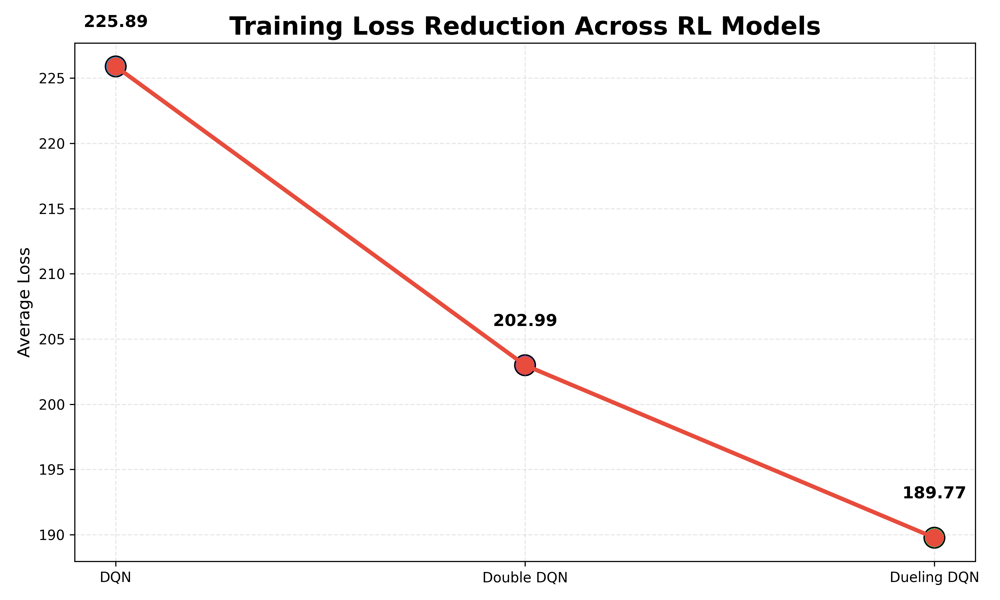 225.89
Training Loss Reduction Across RL Models
225
220
215
210
205
200
195
190
Average Loss
202.99
189.77
DQN
Double DQN
Dueling DQN